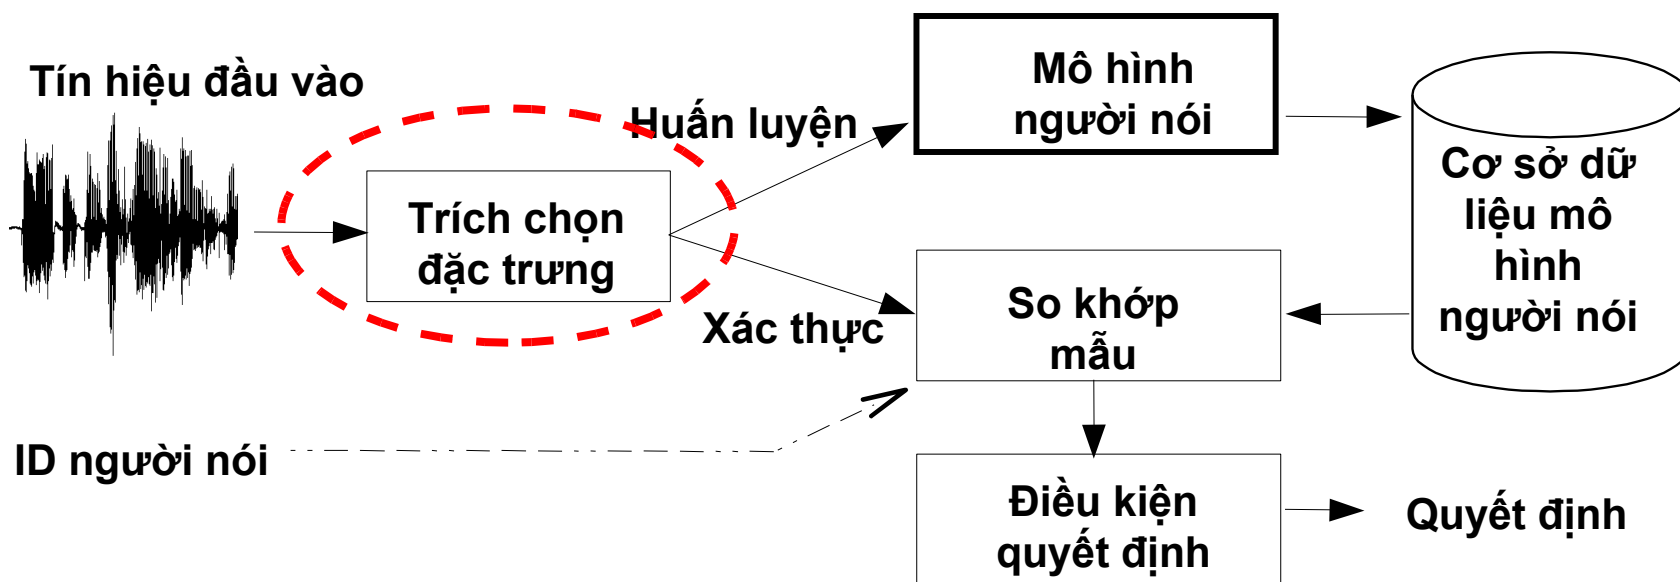 Tín hiệu đầu vào
Huấn luyện
Mô hình
người nói
Trích chọn
đặc trưng
Cơ sở dữ
liệu mô
hình
người nói
Xác thực
So khớp
mẫu
ID người nói
Điều kiện
quyết định
Quyết định